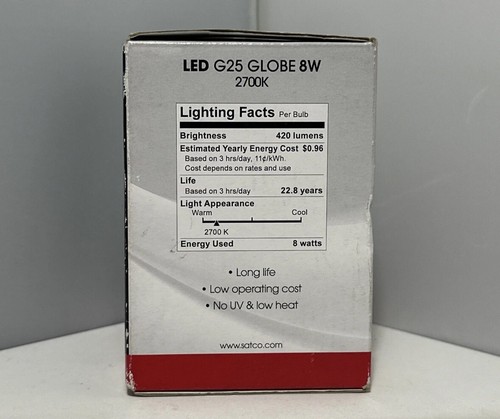 LED G25 GLOBE 8W
2700K
Lighting Facts Per Bulb
Brightness 420 lumens
Estimated Yearly Energy Cost $0.96
Based on 3 hrs/day, 11¢/kWh.
Cost depends on rates and use
Life
Based on 3 hrs/day 22.8 years
Light Appearance
Warm Cool
2700 K
Energy Used 8 watts
• Long life
• Low operating cost
• No UV & low heat
www.satco.com